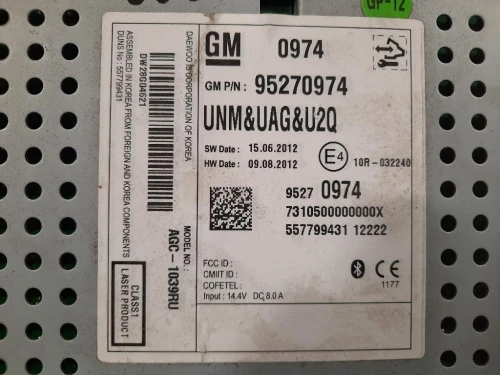 GP-12
GM 0974
GM P/N : 95270974
UNM&UAG&U2Q
SW Date : 15.06.2012
HW Date : 09.08.2012
E4
10R-032240
9527 0974
7310500000000X
557799431 12222
FCC ID :
CMIIT ID :
COFETEL :
Input : 14.4V DC 8.0 A
CE
1177
DAEWOO IS CORPORATION OF KOREA
DW28G04621
ASSEMBLED IN KOREA FROM FOREIGN AND KOREA COMPONENTS
DUNS No : 557799431
MODEL NO. :
AGC - 1039RU
CLASS1
LASER PRODUCT